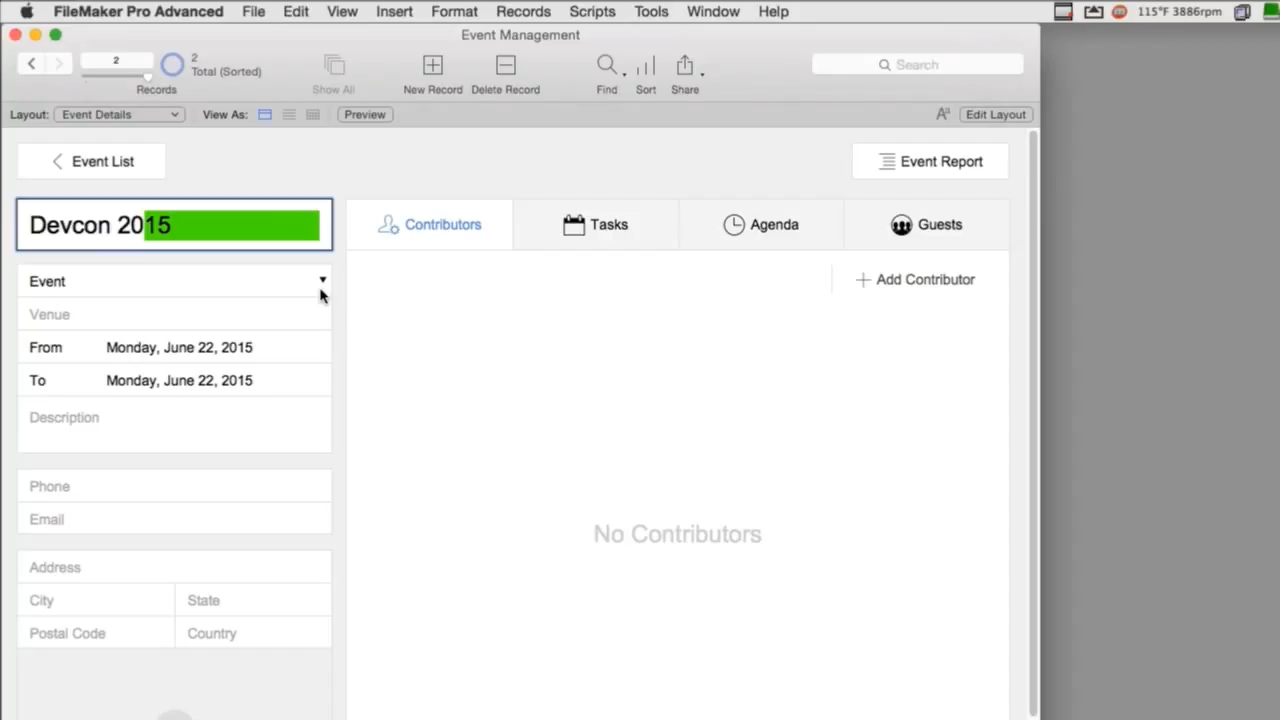 FileMaker Pro Advanced File Edit View Insert Format Records Scripts Tools Window Help 115°F 3886rpm
Event Management
2
2
Total (Sorted)
Search
Records Show All New Record Delete Record Find Sort Share
Layout: Event Details View As: Preview Aa Edit Layout
Event List
Event Report
Devcon 2015
Contributors Tasks Agenda Guests
Event
Add Contributor
Venue
From Monday, June 22, 2015
To Monday, June 22, 2015
Description
Phone
Email
No Contributors
Address
City State
Postal Code Country